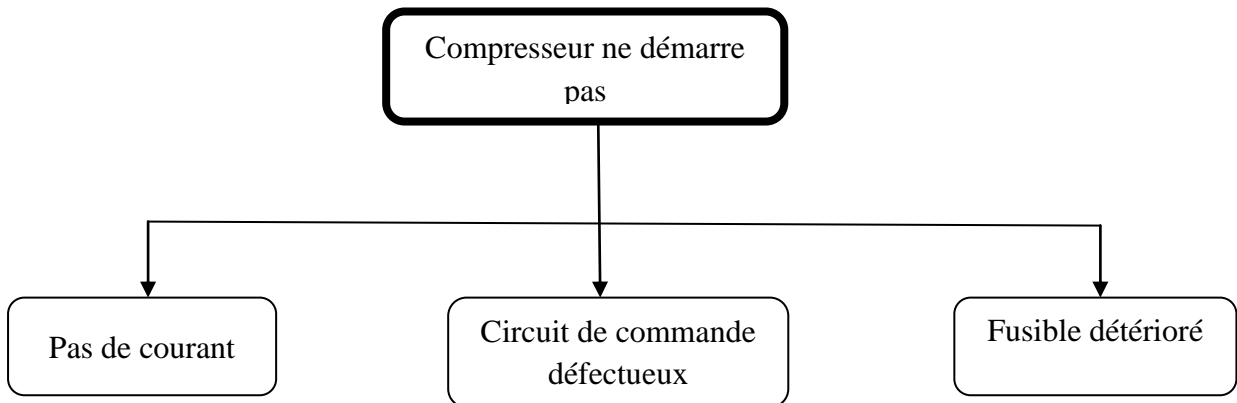 Compresseur ne démarre
pas
Pas de courant
Circuit de commande
défectueux
Fusible détérioré